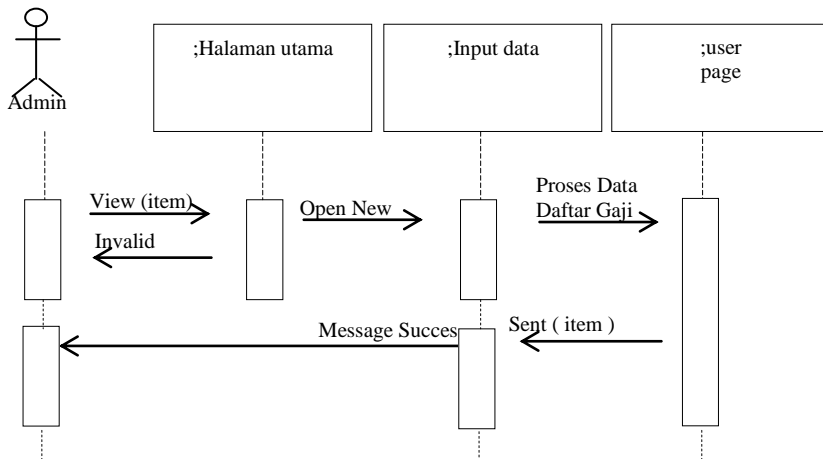 ;Halaman utama
;Input data
;user
page
Admin
View (item)
Open New
Proses Data
Daftar Gaji
Invalid
Message Succes
Sent ( item )